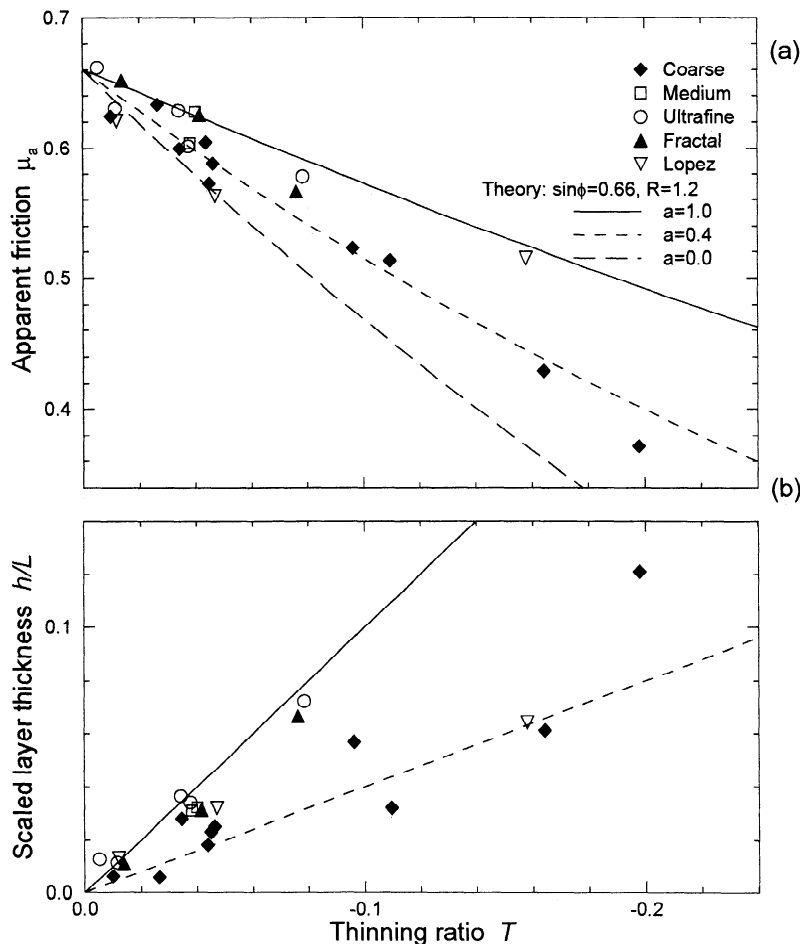 0.7
(a)
Coarse
Medium
Ultrafine
Fractal
Lopez
Theory: sinϕ=0.66, R=1.2
a=1.0
a=0.4
a=0.0
0.6
0.5
0.4
Apparent friction μₐ
(b)
0.1
0.0
Scaled layer thickness h/L
0.0 -0.1 -0.2
Thinning ratio T